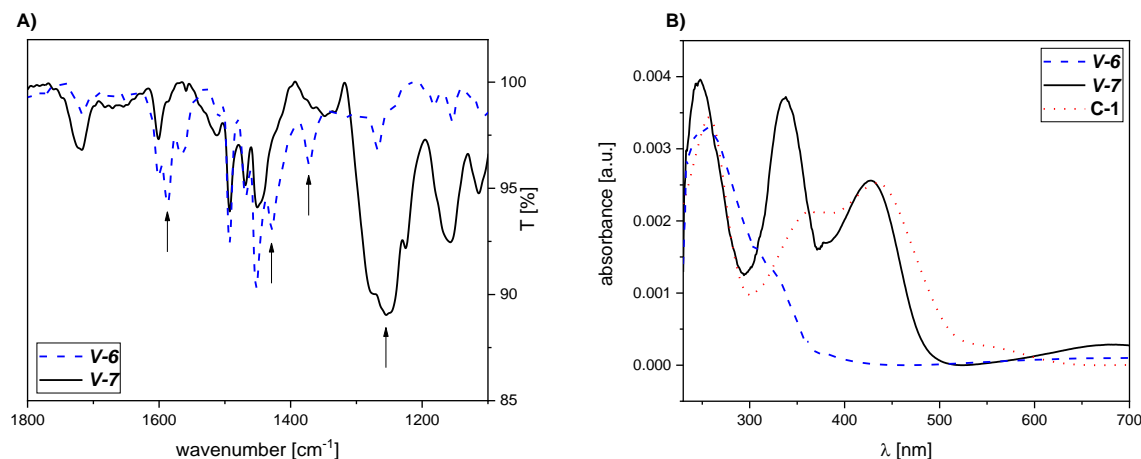 A)
100
95
90
85
T [%]
V-6
V-7
1800
1600
1400
1200
wavenumber [cm-1]
B)
0.004
0.003
0.002
0.001
0.000
absorbance [a.u.]
V-6
V-7
C-1
300
400
500
600
700
λ [nm]